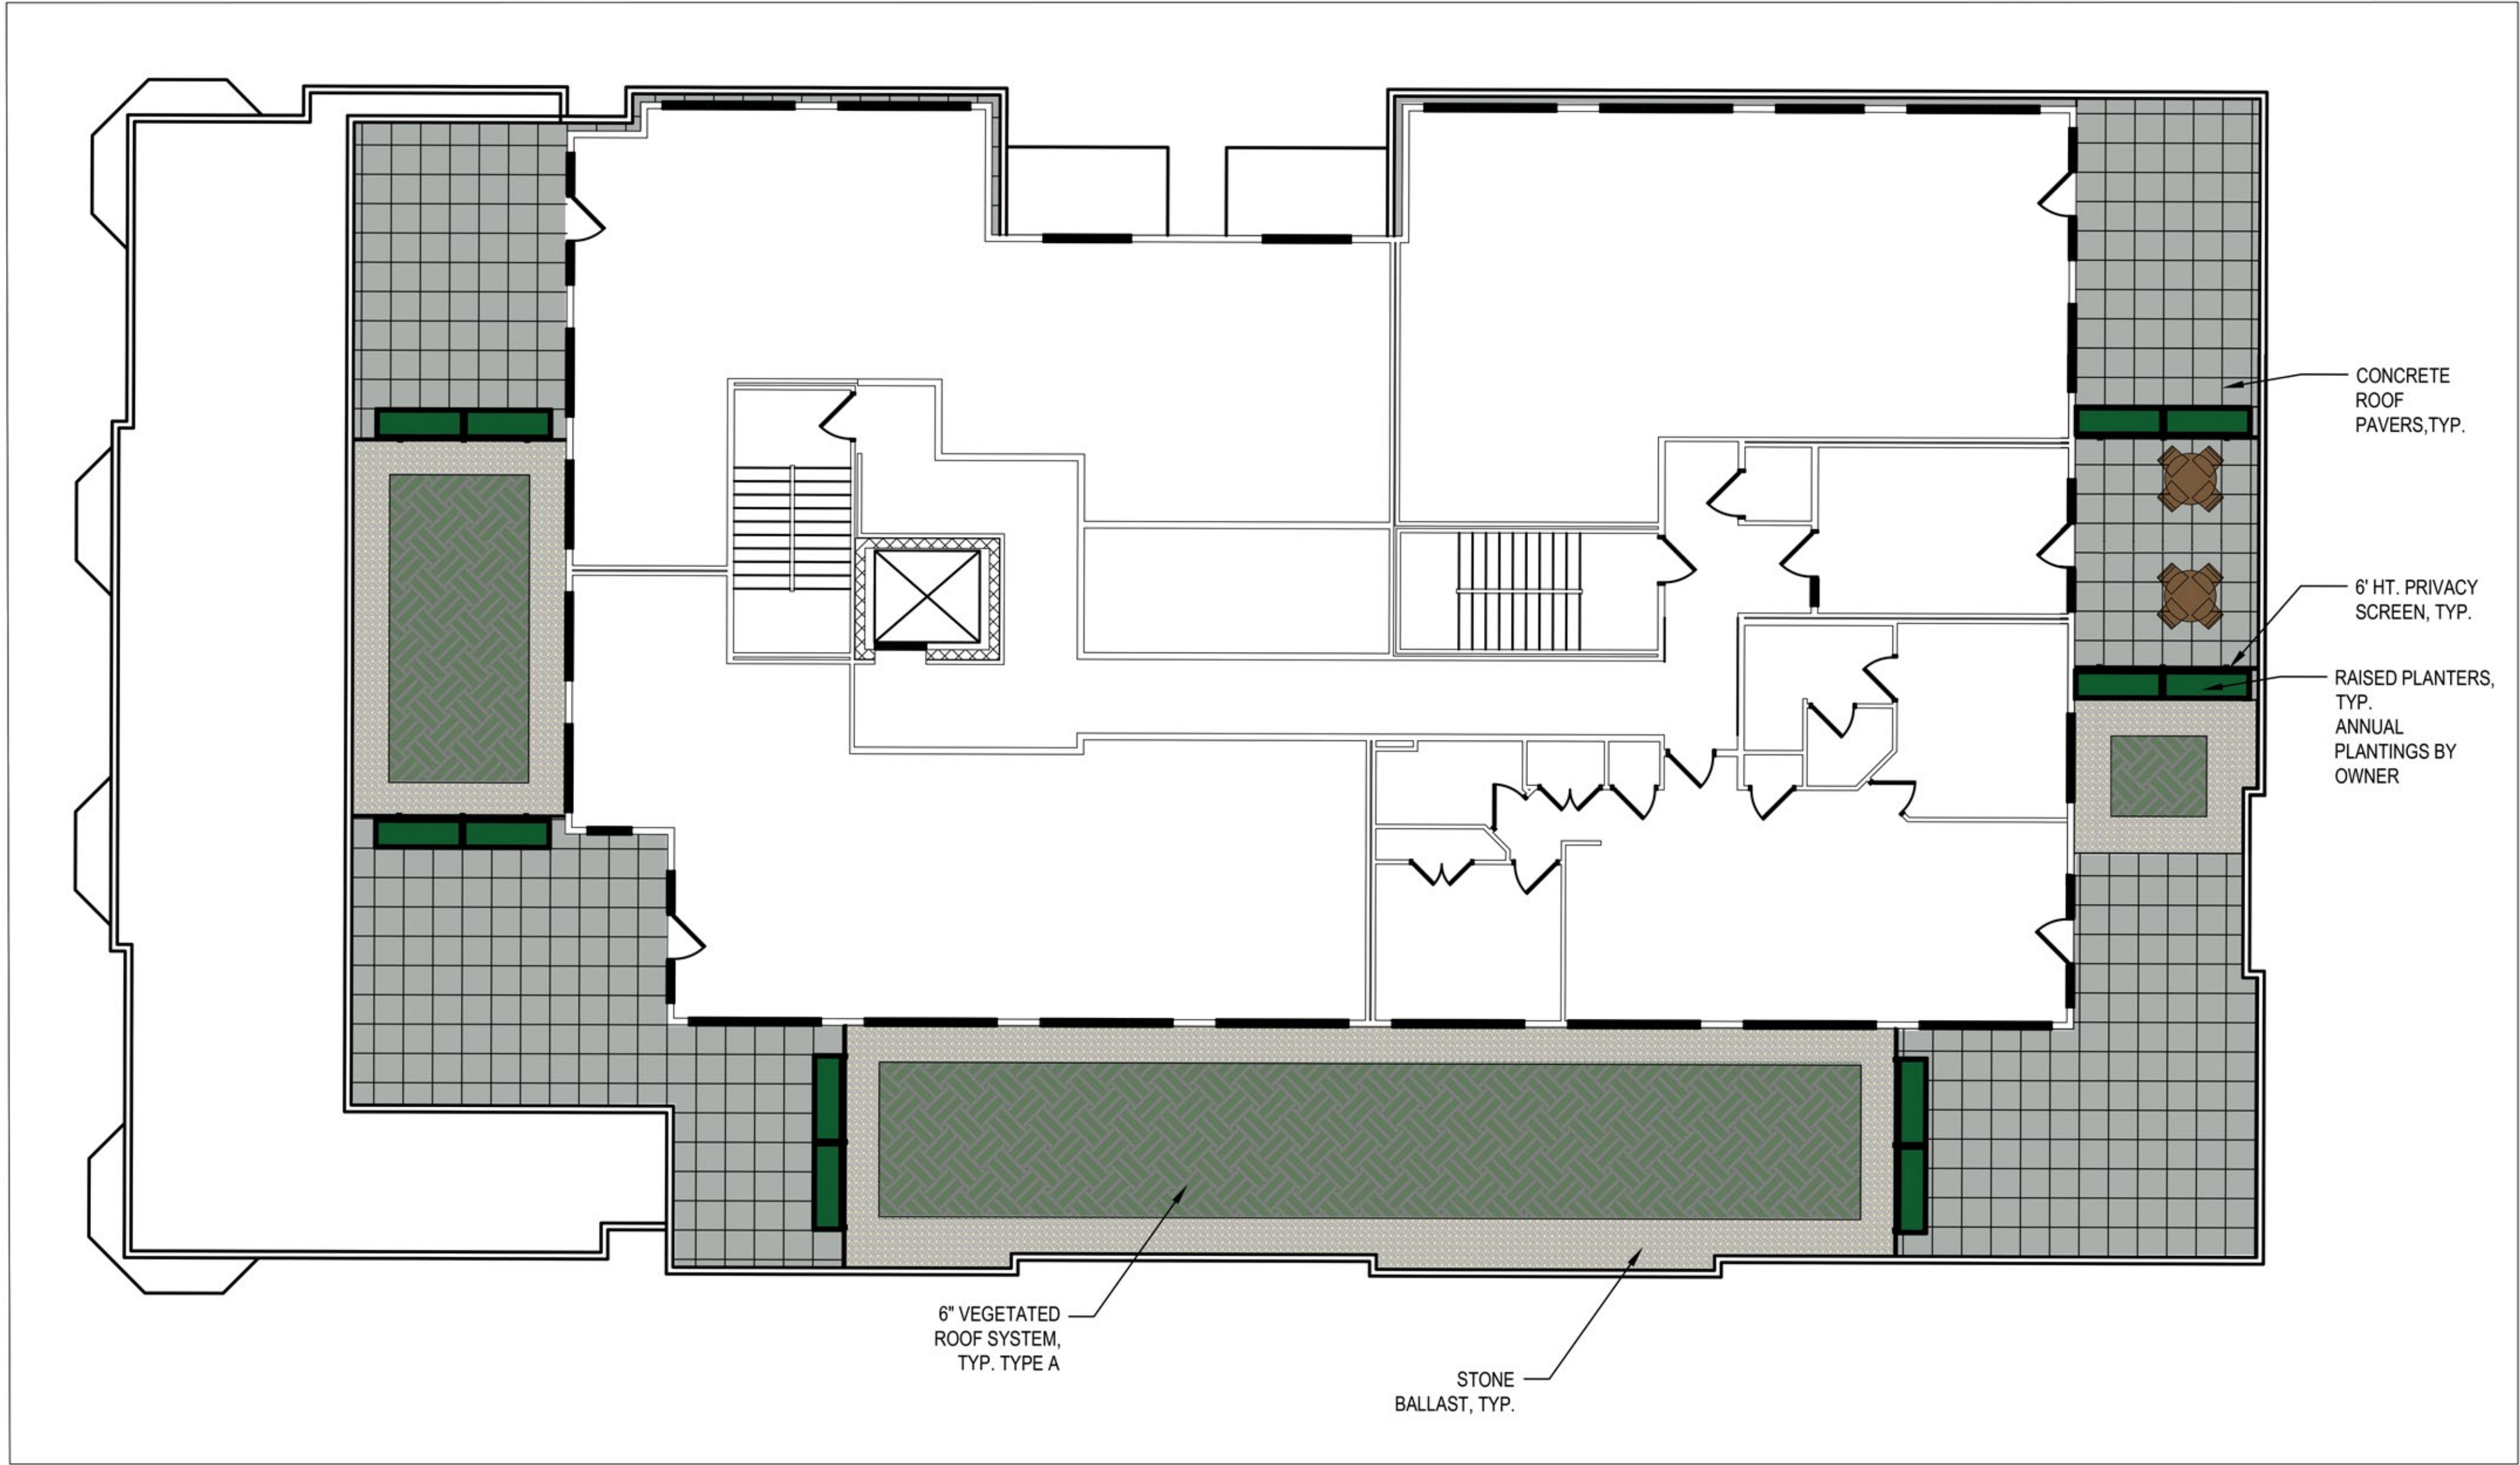 CONCRETE
ROOF
PAVERS,TYP.
6' HT. PRIVACY
SCREEN, TYP.
RAISED PLANTERS,
TYP.
ANNUAL
PLANTINGS BY
OWNER
6" VEGETATED
ROOF SYSTEM,
TYP. TYPE A
STONE
BALLAST, TYP.